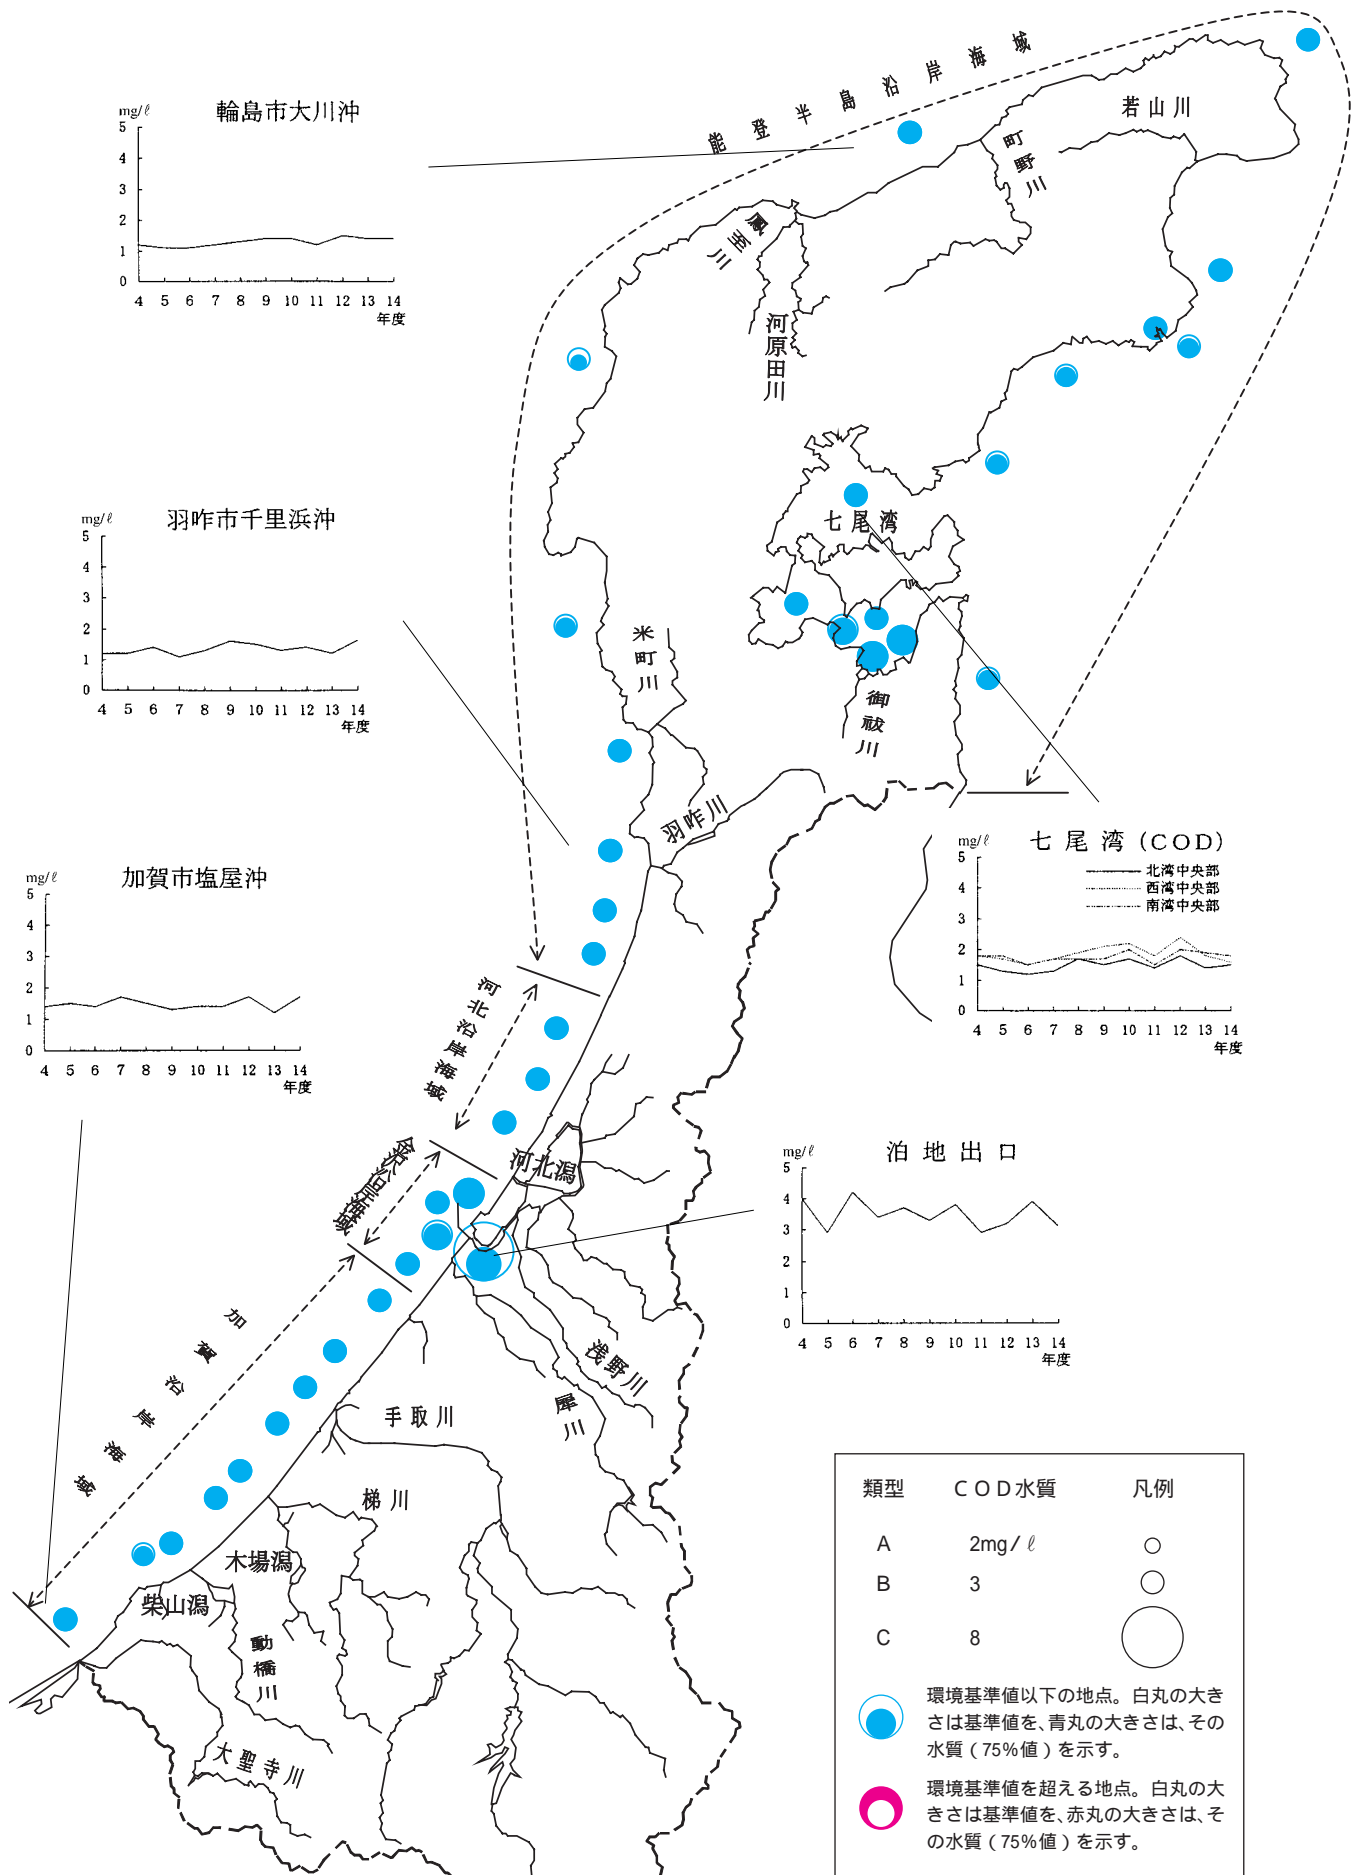 能登半島沿岸海域
若山川
町野川
鳳至川
河原田川
輪島市大川沖
mg/ℓ
5
4
3
2
1
0
4 5 6 7 8 9 10 11 12 13 14
年度
羽咋市千里浜沖
mg/ℓ
5
4
3
2
1
0
4 5 6 7 8 9 10 11 12 13 14
年度
七尾湾
米町川
御祓川
羽咋川
七尾湾(COD)
mg/ℓ
北湾中央部
西湾中央部
南湾中央部
5
4
3
2
1
0
4 5 6 7 8 9 10 11 12 13 14
年度
加賀市塩屋沖
mg/ℓ
5
4
3
2
1
0
4 5 6 7 8 9 10 11 12 13 14
年度
河北沿岸海域
河北潟
金沢沿岸海域
泊地出口
mg/ℓ
5
4
3
2
1
0
4 5 6 7 8 9 10 11 12 13 14
年度
加賀沿岸海域
浅野川
犀川
手取川
梯川
木場潟
柴山潟
動橋川
大聖寺川
類型 COD水質 凡例
A 2mg/ℓ
B 3
C 8
環境基準値以下の地点。白丸の大き
さは基準値を、青丸の大きさは、その
水質(75%値)を示す。
環境基準値を超える地点。白丸の大
きさは基準値を、赤丸の大きさは、そ
の水質(75%値)を示す。